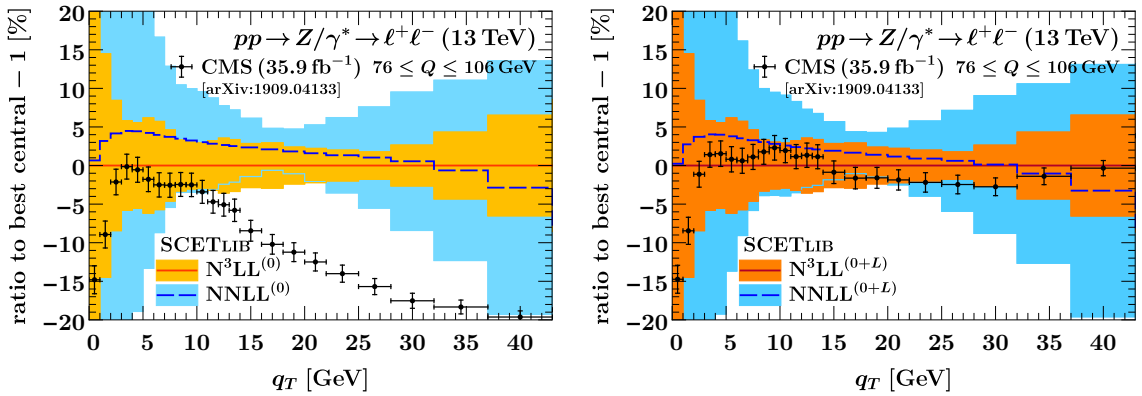 ratio to best central − 1 [%]
20
15
10
5
0
−5
−10
−15
−20
pp → Z/γ* → ℓ⁺ℓ⁻ (13 TeV)
CMS (35.9 fb⁻¹) 76 ≤ Q ≤ 106 GeV
[arXiv:1909.04133]
SCETLIB
N³LL⁽⁰⁾
NNLL⁽⁰⁾
0 5 10 15 20 25 30 35 40
q_T [GeV]
ratio to best central − 1 [%]
20
15
10
5
0
−5
−10
−15
−20
pp → Z/γ* → ℓ⁺ℓ⁻ (13 TeV)
CMS (35.9 fb⁻¹) 76 ≤ Q ≤ 106 GeV
[arXiv:1909.04133]
SCETLIB
N³LL⁽⁰⁺ᴸ⁾
NNLL⁽⁰⁺ᴸ⁾
0 5 10 15 20 25 30 35 40
q_T [GeV]